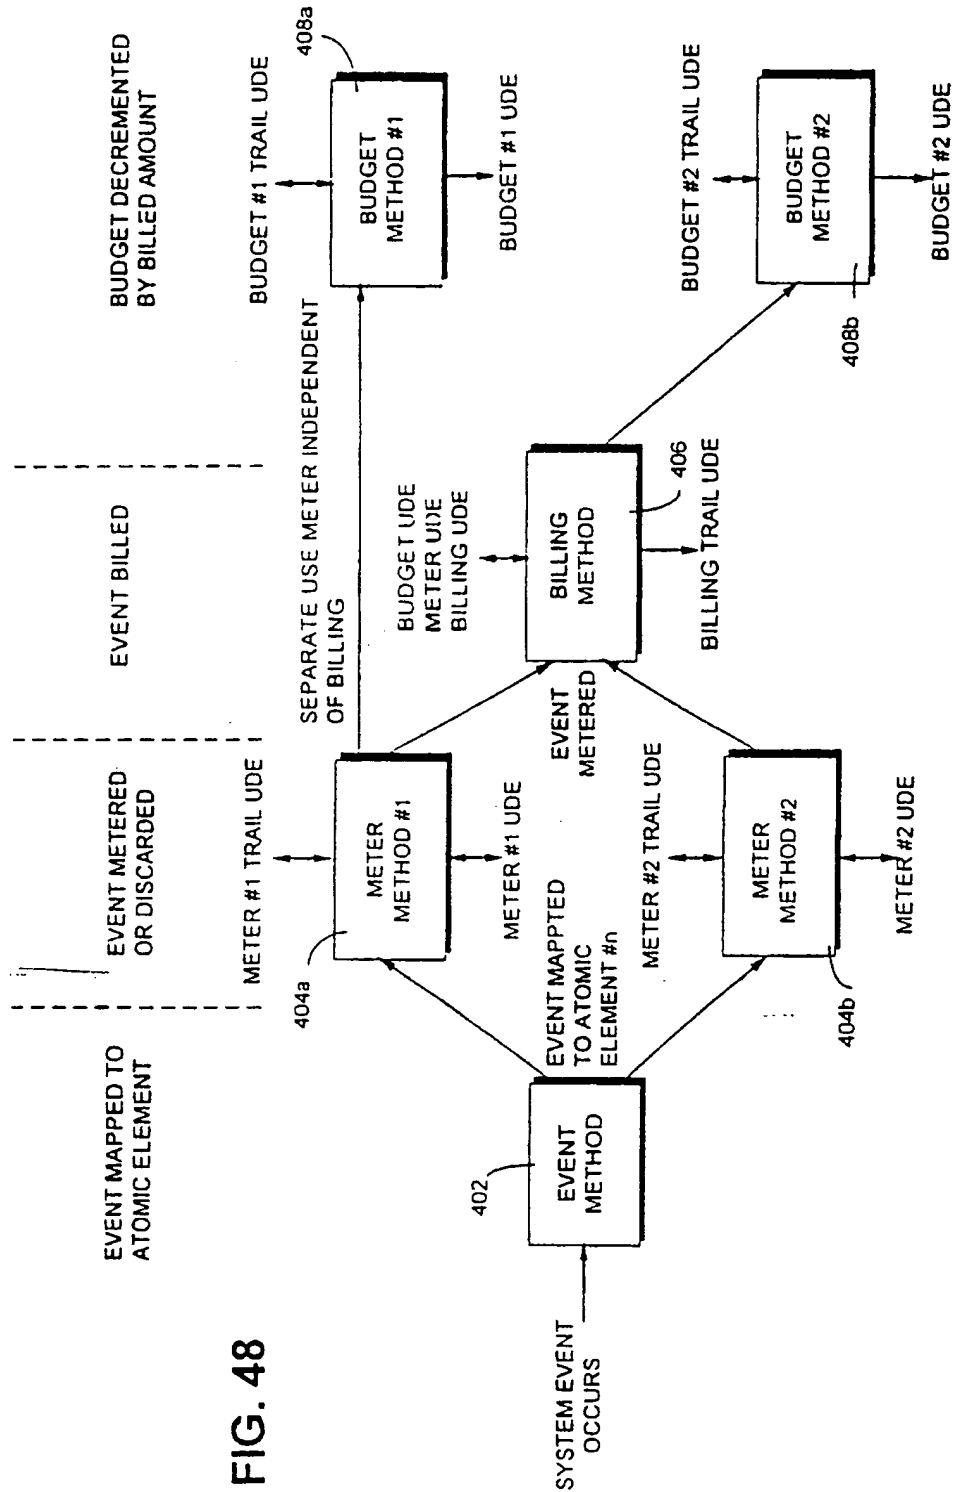 FIG. 48
EVENT MAPPED TO
ATOMIC ELEMENT
EVENT METERED
OR DISCARDED
EVENT BILLED
BUDGET DECREMENTED
BY BILLED AMOUNT
SYSTEM EVENT
OCCURS
402
EVENT
METHOD
EVENT MAPPTED
TO ATOMIC
ELEMENT #n
METER #1 TRAIL UDE
404a
METER
METHOD #1
METER #1 UDE
METER #2 TRAIL UDE
METER
METHOD #2
404b
METER #2 UDE
SEPARATE USE METER INDEPENDENT
OF BILLING
EVENT
METERED
BUDGET UDE
METER UDE
BILLING UDE
BILLING
METHOD
406
BILLING TRAIL UDE
BUDGET #1 TRAIL UDE
408a
BUDGET
METHOD #1
BUDGET #1 UDE
BUDGET #2 TRAIL UDE
BUDGET
METHOD #2
408b
BUDGET #2 UDE